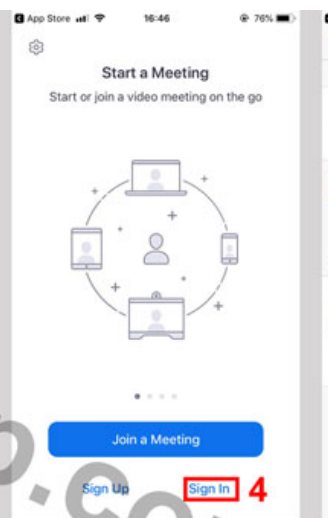 App Store 16:46 76%
Start a Meeting
Start or join a video meeting on the go
Join a Meeting
Sign Up Sign In 4